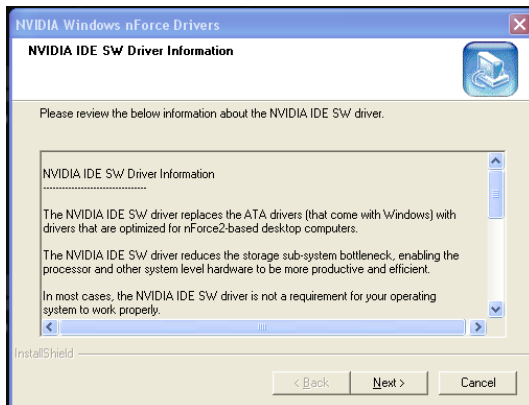 NVIDIA Windows nForce Drivers
NVIDIA IDE SW Driver Information
Please review the below information about the NVIDIA IDE SW driver.
NVIDIA IDE SW Driver Information
--------------------------------
The NVIDIA IDE SW driver replaces the ATA drivers (that come with Windows) with
drivers that are optimized for nForce2-based desktop computers.
The NVIDIA IDE SW driver reduces the storage sub-system bottleneck, enabling the
processor and other system level hardware to be more productive and efficient.
In most cases, the NVIDIA IDE SW driver is not a requirement for your operating
system to work properly.
InstallShield
< Back Next > Cancel